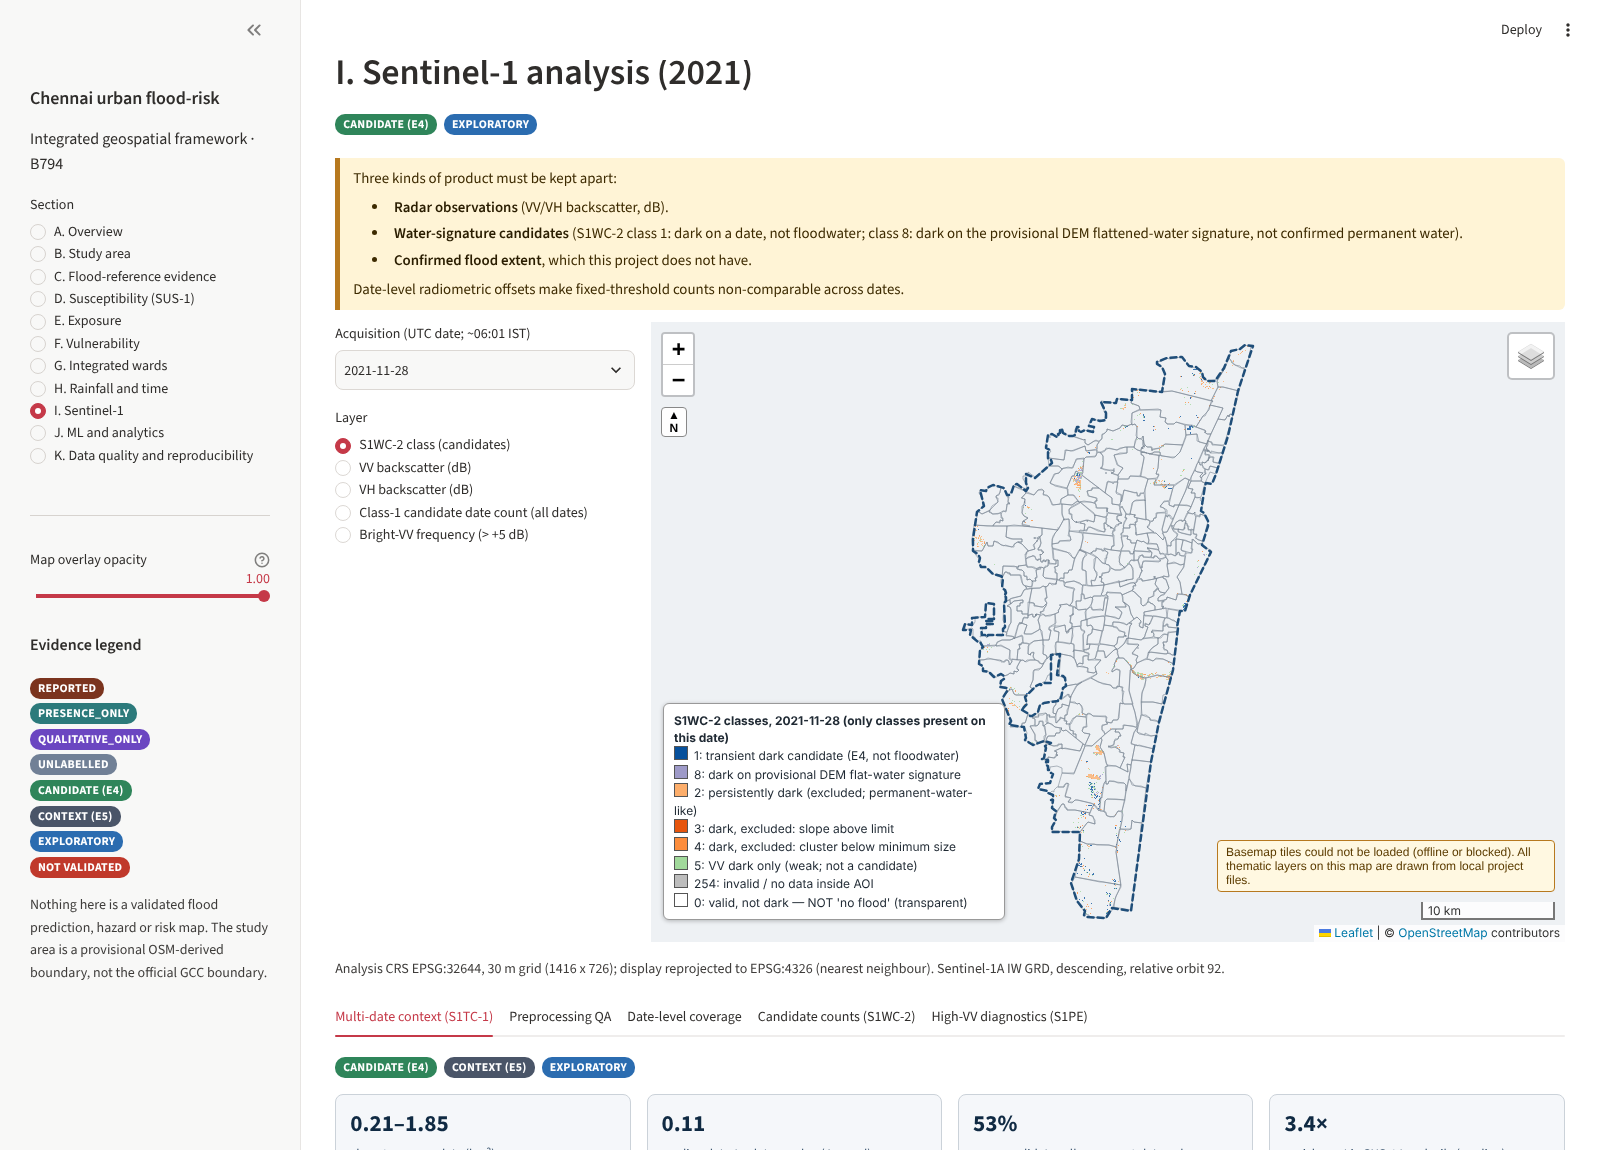 Deploy
Chennai urban flood-risk
Integrated geospatial framework ·
B794
Section
A. Overview
B. Study area
C. Flood-reference evidence
D. Susceptibility (SUS-1)
E. Exposure
F. Vulnerability
G. Integrated wards
H. Rainfall and time
I. Sentinel-1
J. ML and analytics
K. Data quality and reproducibility
Map overlay opacity
1.00
Evidence legend
REPORTED
PRESENCE_ONLY
QUALITATIVE_ONLY
UNLABELLED
CANDIDATE (E4)
CONTEXT (E5)
EXPLORATORY
NOT VALIDATED
Nothing here is a validated flood
prediction, hazard or risk map. The study
area is a provisional OSM-derived
boundary, not the official GCC boundary.
I. Sentinel-1 analysis (2021)
CANDIDATE (E4) EXPLORATORY
Three kinds of product must be kept apart:
• Radar observations (VV/VH backscatter, dB).
• Water-signature candidates (S1WC-2 class 1: dark on a date, not floodwater; class 8: dark on the provisional DEM flattened-water signature, not confirmed permanent water).
• Confirmed flood extent, which this project does not have.
Date-level radiometric offsets make fixed-threshold counts non-comparable across dates.
Acquisition (UTC date; ~06:01 IST)
2021-11-28
Layer
S1WC-2 class (candidates)
VV backscatter (dB)
VH backscatter (dB)
Class-1 candidate date count (all dates)
Bright-VV frequency (> +5 dB)
+
−
▲
N
S1WC-2 classes, 2021-11-28 (only classes present on
this date)
1: transient dark candidate (E4, not floodwater)
8: dark on provisional DEM flat-water signature
2: persistently dark (excluded; permanent-water-
like)
3: dark, excluded: slope above limit
4: dark, excluded: cluster below minimum size
5: VV dark only (weak; not a candidate)
254: invalid / no data inside AOI
0: valid, not dark — NOT 'no flood' (transparent)
Basemap tiles could not be loaded (offline or blocked). All
thematic layers on this map are drawn from local project
files.
10 km
Leaflet | © OpenStreetMap contributors
Analysis CRS EPSG:32644, 30 m grid (1416 x 726); display reprojected to EPSG:4326 (nearest neighbour). Sentinel-1A IW GRD, descending, relative orbit 92.
Multi-date context (S1TC-1) Preprocessing QA Date-level coverage Candidate counts (S1WC-2) High-VV diagnostics (S1PE)
CANDIDATE (E4) CONTEXT (E5) EXPLORATORY
0.21–1.85
0.11
53%
3.4×